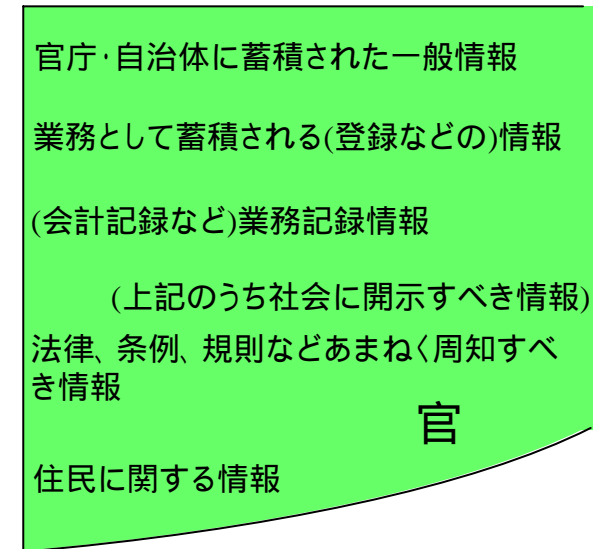 官庁・自治体に蓄積された一般情報
業務として蓄積される(登録などの)情報
(会計記録など)業務記録情報
(上記のうち社会に開示すべき情報)
法律、条例、規則などあまねく周知すべ
き情報
官
住民に関する情報